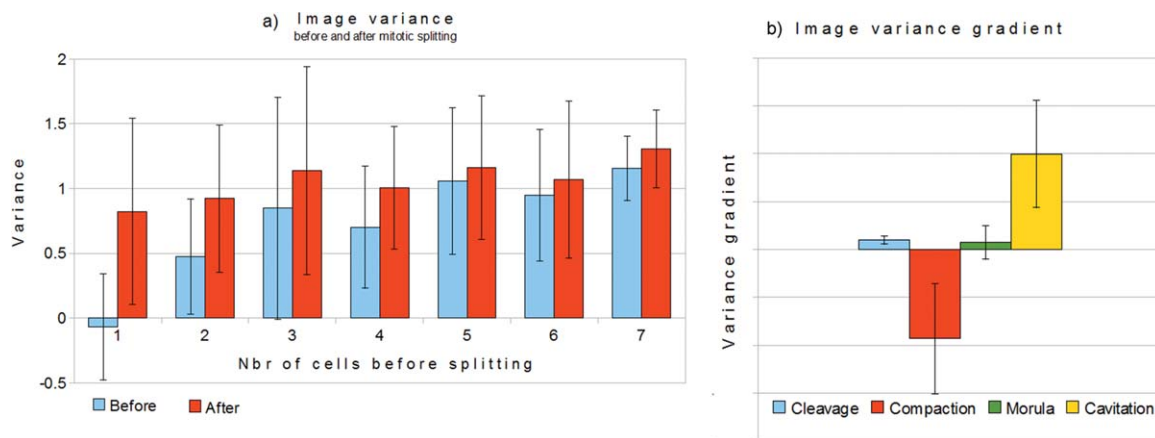 a) Image variance
before and after mitotic splitting
2
1.5
1
0.5
0
-0.5
Variance
1 2 3 4 5 6 7
Nbr of cells before splitting
Before After
b) Image variance gradient
Variance gradient
Cleavage Compaction Morula Cavitation